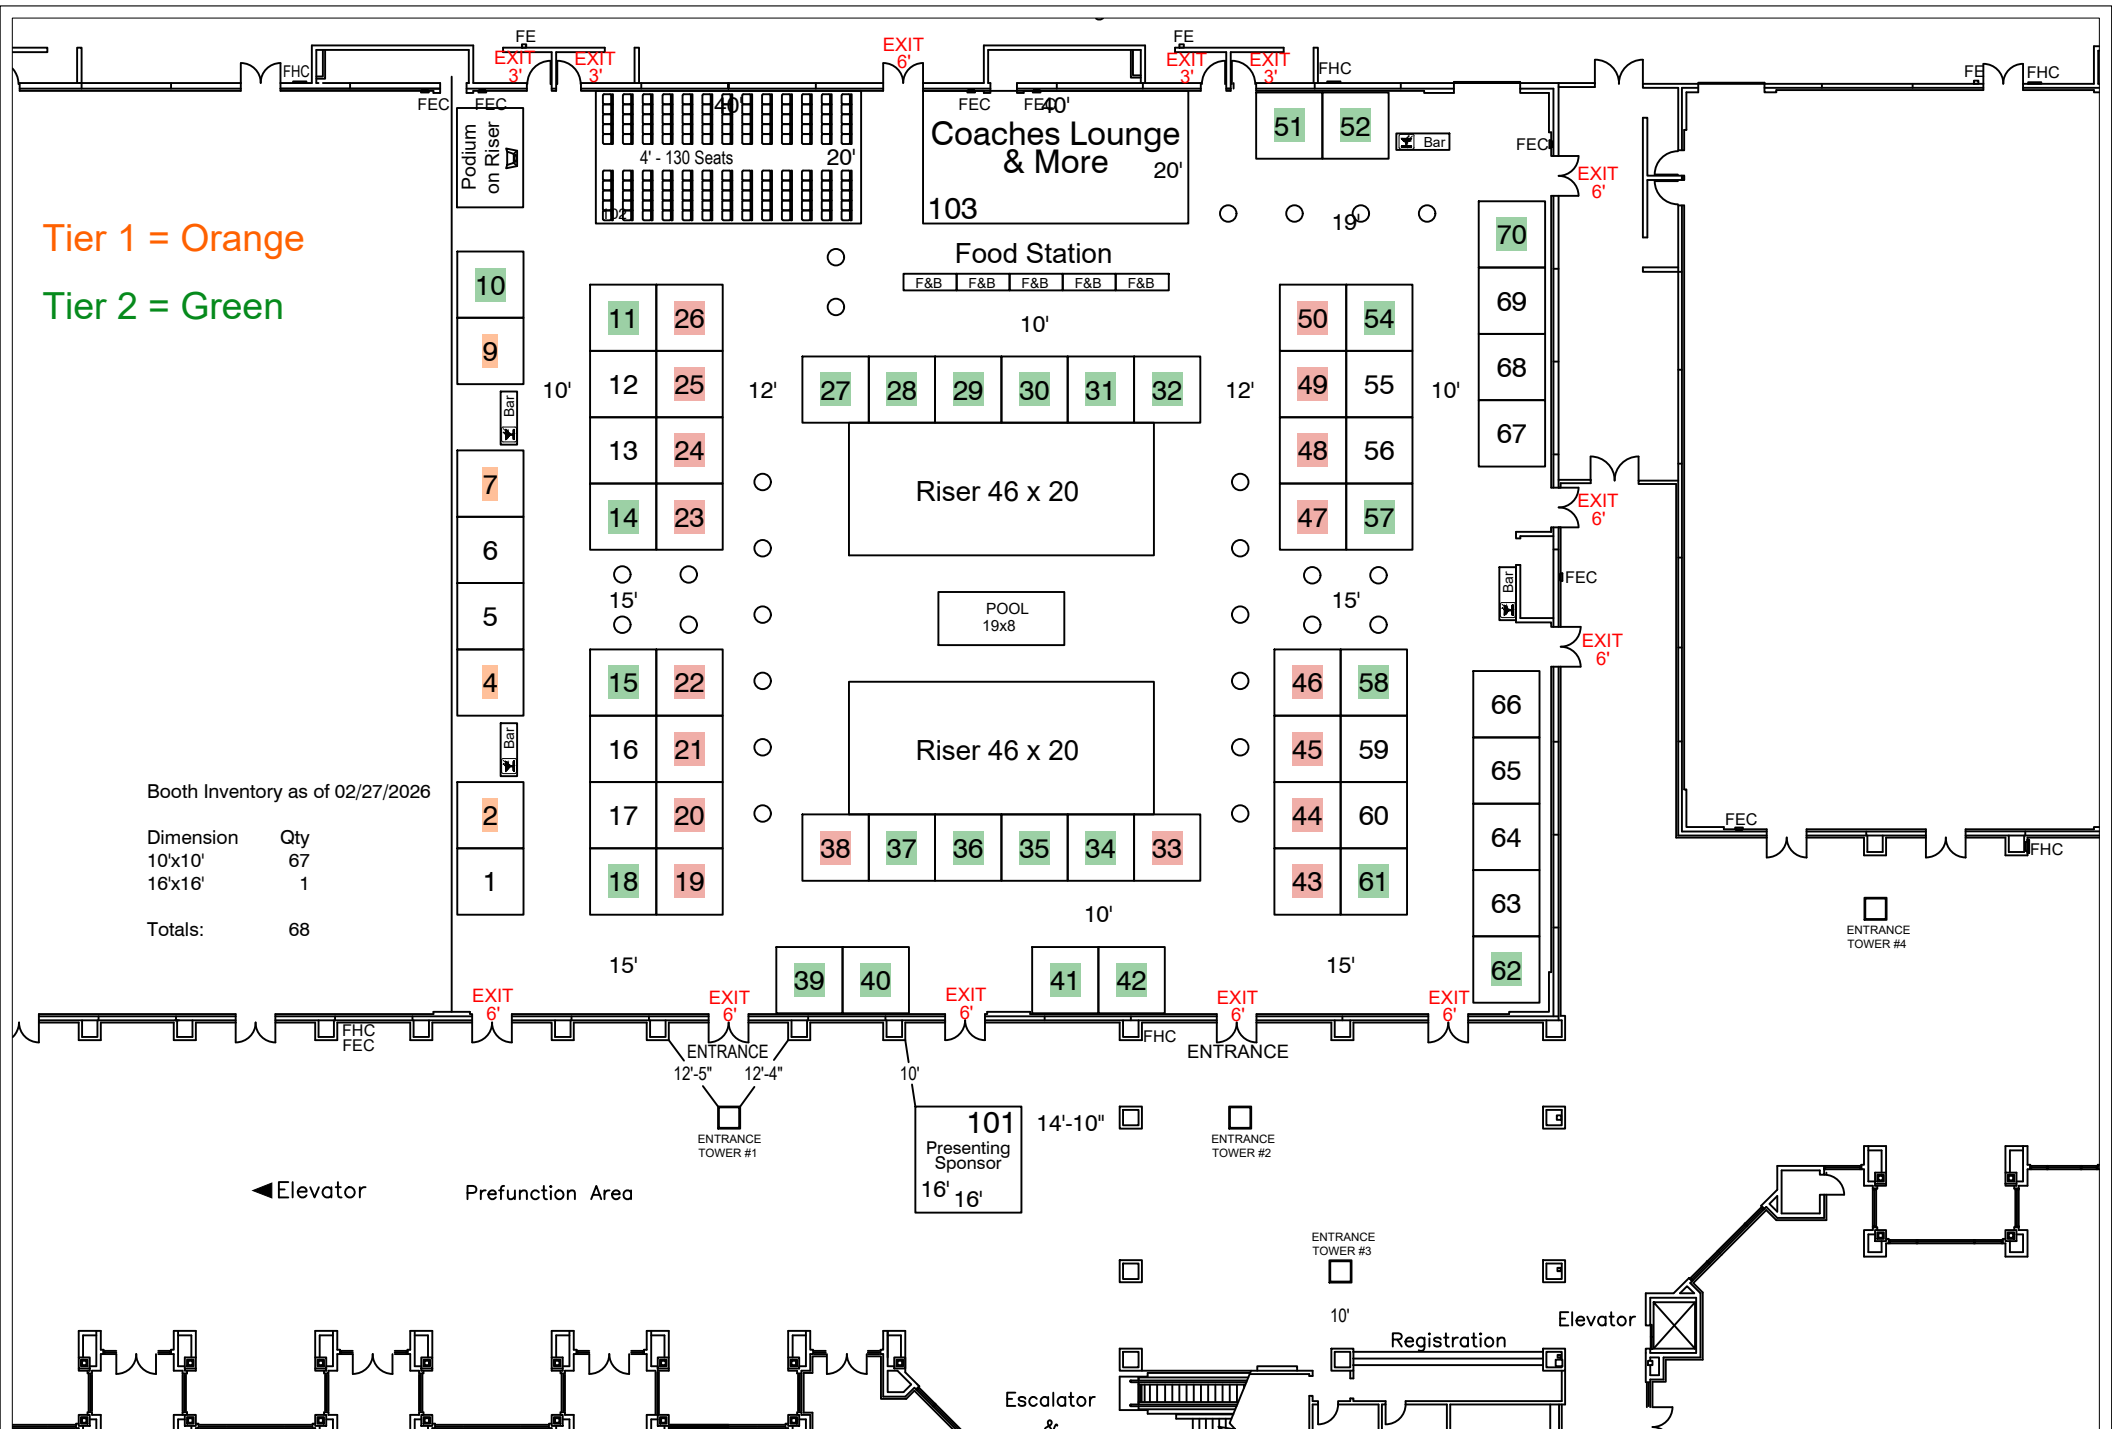 FE
EXIT
3'
EXIT
3'
EXIT
6'
FE
EXIT
3'
EXIT
3'
FHC
FHC
FE
FHC
FEC
FEC
FEC
FEC
40'
40'
Podium
on Riser
4' - 130 Seats
20'
102
Coaches Lounge
& More
20'
103
51
52
Bar
FEC
EXIT
6'
19'
Tier 1 = Orange
Tier 2 = Green
Food Station
F&B
F&B
F&B
F&B
F&B
10'
70
69
68
67
10
9
Bar
7
6
5
4
Bar
2
1
10'
11
26
12
25
13
24
14
23
12'
27
28
29
30
31
32
12'
50
54
49
55
48
56
47
57
10'
Riser 46 x 20
EXIT
6'
15'
POOL
19x8
15'
Bar
FEC
EXIT
6'
15
22
16
21
17
20
18
19
Riser 46 x 20
38
37
36
35
34
33
46
58
45
59
44
60
43
61
66
65
64
63
62
Booth Inventory as of 02/27/2026
Dimension Qty
10'x10' 67
16'x16' 1
Totals: 68
FEC
FHC
ENTRANCE
TOWER #4
10'
15'
39
40
41
42
15'
EXIT
6'
EXIT
6'
EXIT
6'
EXIT
6'
EXIT
6'
FHC
FEC
FHC
ENTRANCE
ENTRANCE
12'-5"
12'-4"
10'
ENTRANCE
TOWER #1
101
Presenting
Sponsor
16'
16'
14'-10"
ENTRANCE
TOWER #2
Elevator
Prefunction Area
ENTRANCE
TOWER #3
10'
Elevator
Registration
Escalator
&